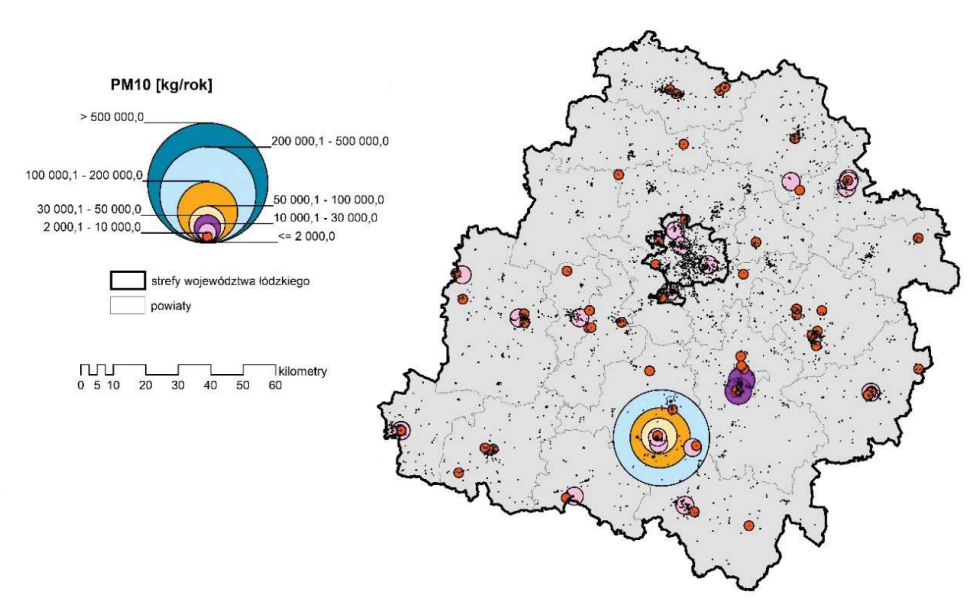 PM10 [kg/rok]
> 500 000,0
200 000,1 - 500 000,0
100 000,1 - 200 000,0
50 000,1 - 100 000,0
30 000,1 - 50 000,0
10 000,1 - 30 000,0
2 000,1 - 10 000,0
<= 2 000,0
strefy województwa łódzkiego
powiaty
kilometry
0 5 10 20 30 40 50 60